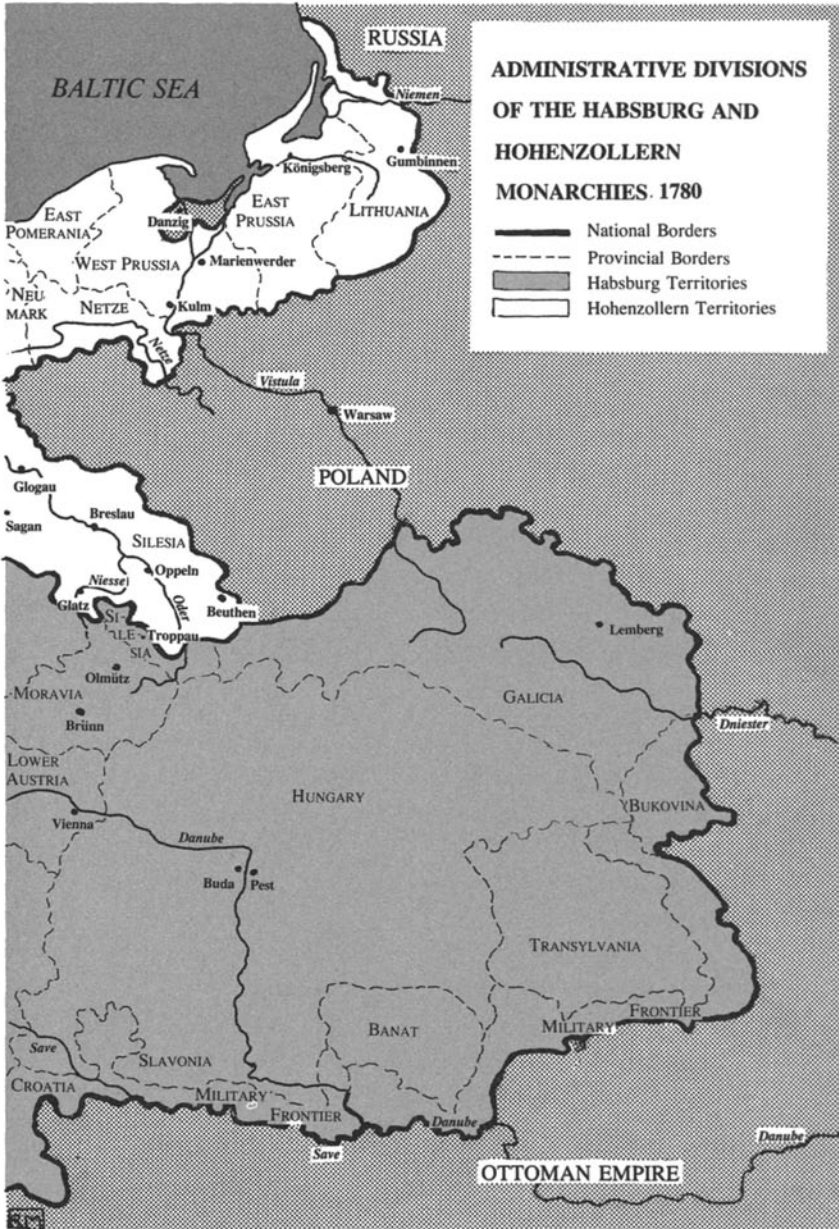 RUSSIA
ADMINISTRATIVE DIVISIONS
OF THE HABSBURG AND
HOHENZOLLERN
MONARCHIES. 1780
National Borders
Provincial Borders
Habsburg Territories
Hohenzollern Territories
BALTIC SEA
Niemen
Gumbinnen
Königsberg
LITHUANIA
EAST
PRUSSIA
EAST
POMERANIA
Danzig
WEST PRUSSIA
Marienwerder
NEU
MARK
NETZE
Kulm
Netze
Vistula
Warsaw
POLAND
Glogau
Sagan
Breslau
SILESIA
Oppeln
Niesse
Glatz
Oder
Beuthen
SI-
LE-
SIA
Troppau
Olmütz
MORAVIA
Brünn
Lemberg
GALICIA
Dniester
LOWER
AUSTRIA
HUNGARY
BUKOVINA
Vienna
Danube
Buda
Pest
TRANSYLVANIA
BANAT
MILITARY
FRONTIER
Save
SLAVONIA
CROATIA
MILITARY
FRONTIER
Danube
Save
Danube
OTTOMAN EMPIRE